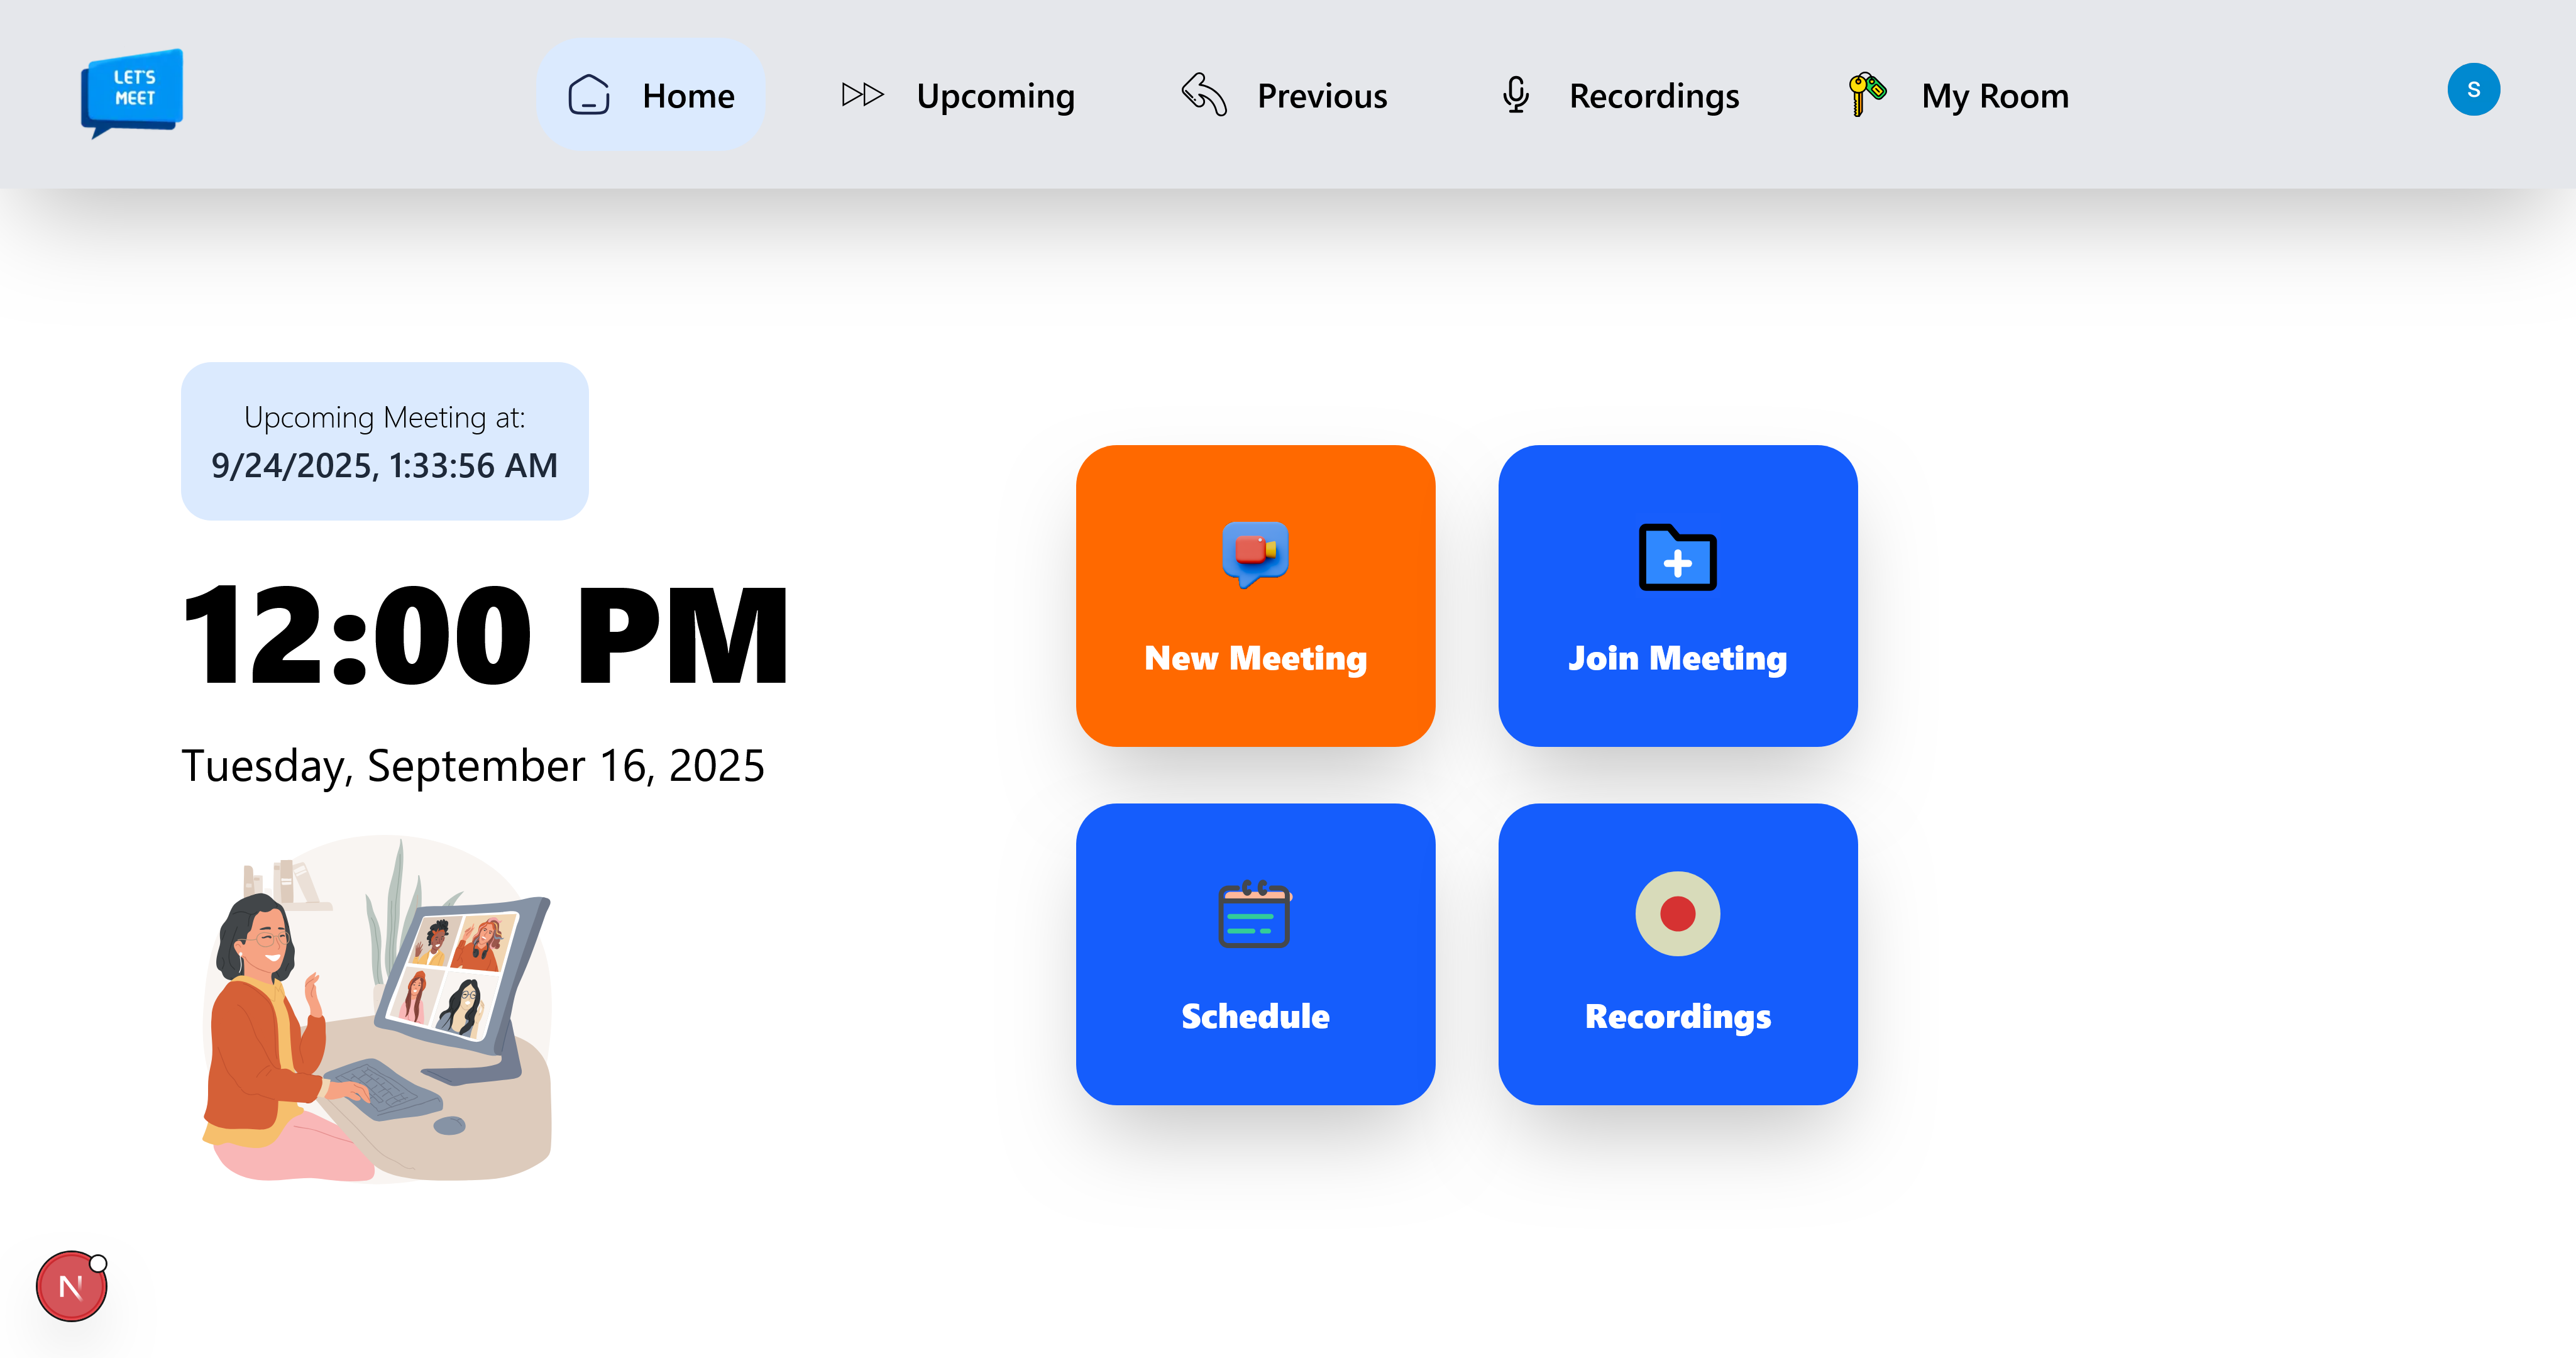 LET'S
MEET
Home
Upcoming
Previous
Recordings
My Room
S
Upcoming Meeting at:
9/24/2025, 1:33:56 AM
12:00 PM
Tuesday, September 16, 2025
New Meeting
Join Meeting
Schedule
Recordings
N